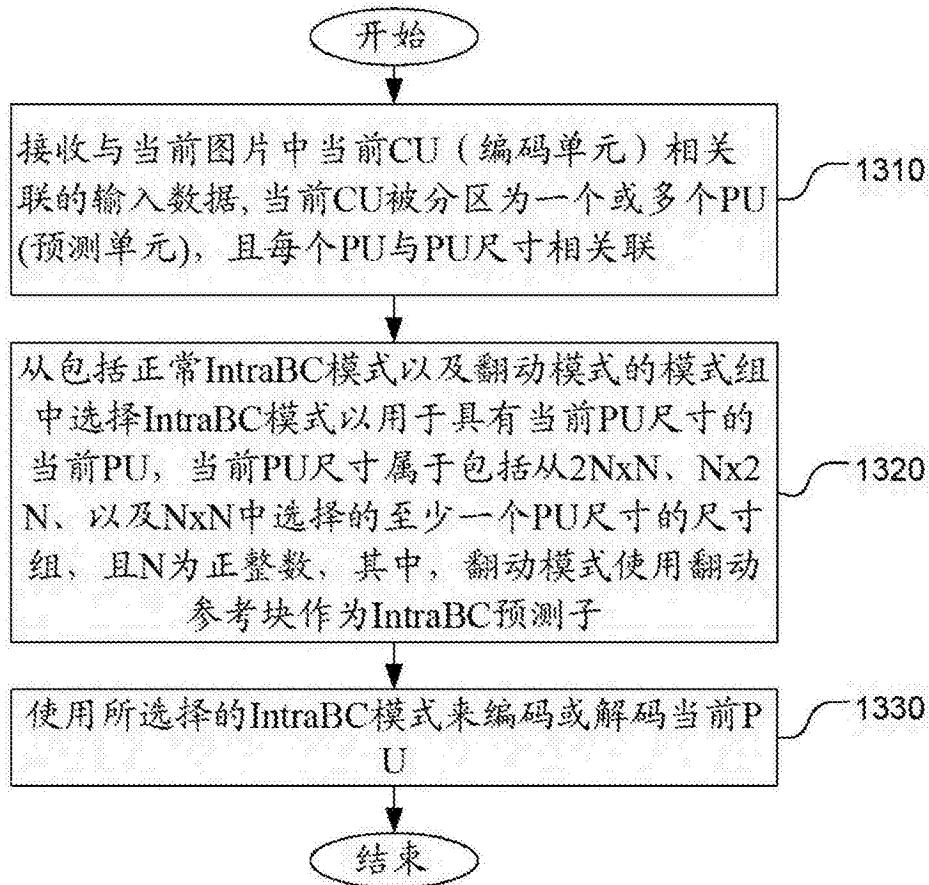 开始
接收与当前图片中当前CU（编码单元）相关
联的输入数据,当前CU被分区为一个或多个PU
(预测单元)，且每个PU与PU尺寸相关联
1310
从包括正常IntraBC模式以及翻动模式的模式组
中选择IntraBC模式以用于具有当前PU尺寸的
当前PU，当前PU尺寸属于包括从2NxN、Nx2
N、以及NxN中选择的至少一个PU尺寸的尺寸
组，且N为正整数，其中，翻动模式使用翻动
参考块作为IntraBC预测子
1320
使用所选择的IntraBC模式来编码或解码当前P
U
1330
结束